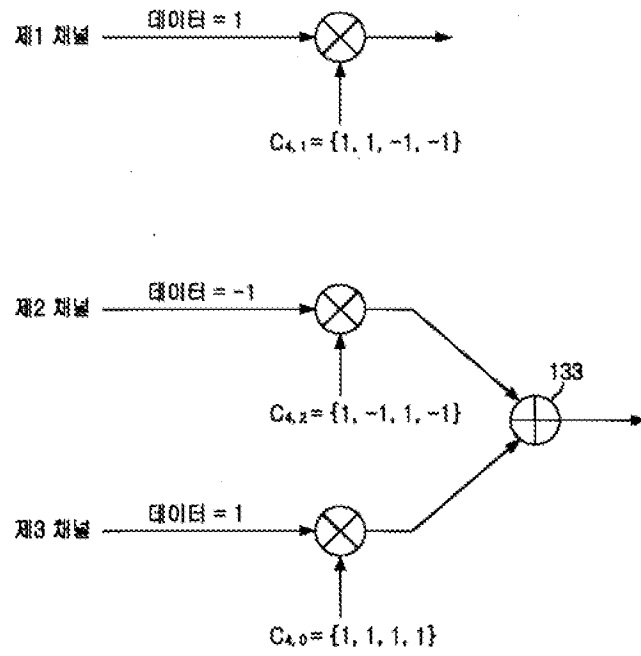 제1 채널
데이터 = 1
C4,1 = {1, 1, -1, -1}
제2 채널
데이터 = -1
C4,2 = {1, -1, 1, -1}
133
제3 채널
데이터 = 1
C4,0 = {1, 1, 1, 1}